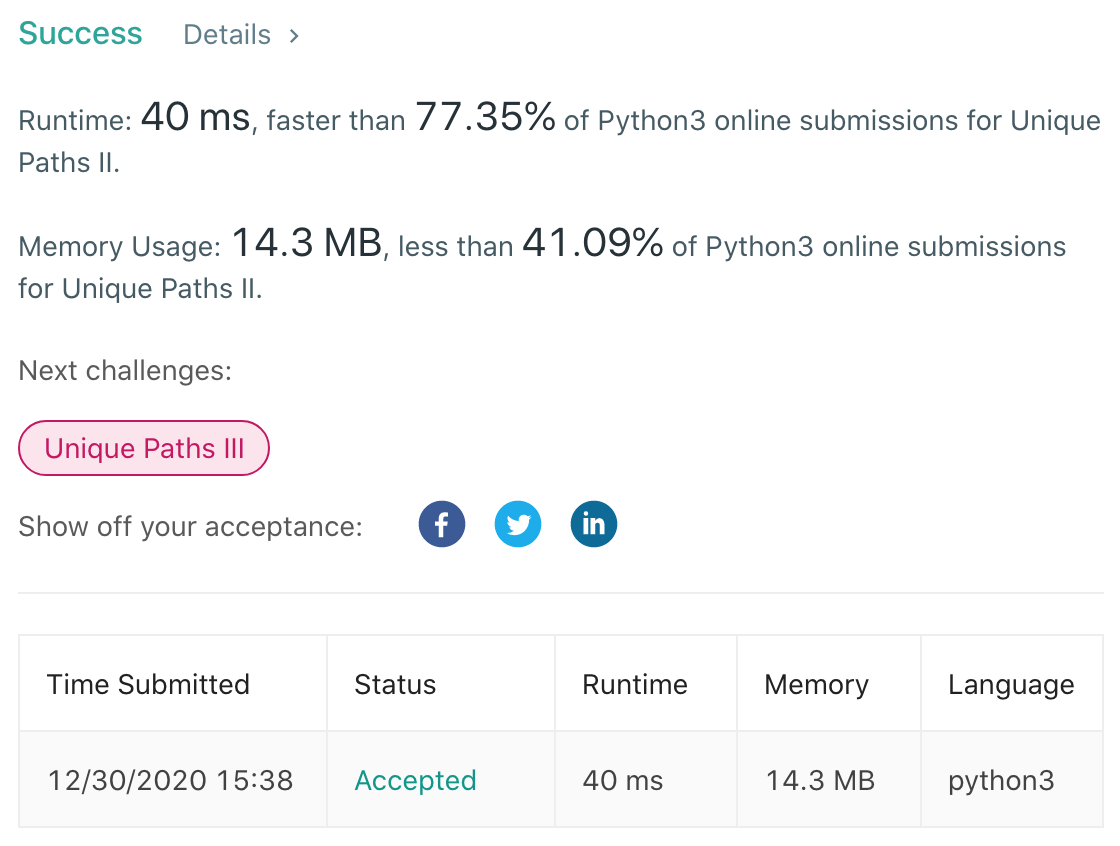 Success Details >
Runtime: 40 ms, faster than 77.35% of Python3 online submissions for Unique
Paths II.
Memory Usage: 14.3 MB, less than 41.09% of Python3 online submissions
for Unique Paths II.
Next challenges:
Unique Paths III
Show off your acceptance: f in
Time Submitted Status Runtime Memory Language
12/30/2020 15:38 Accepted 40 ms 14.3 MB python3